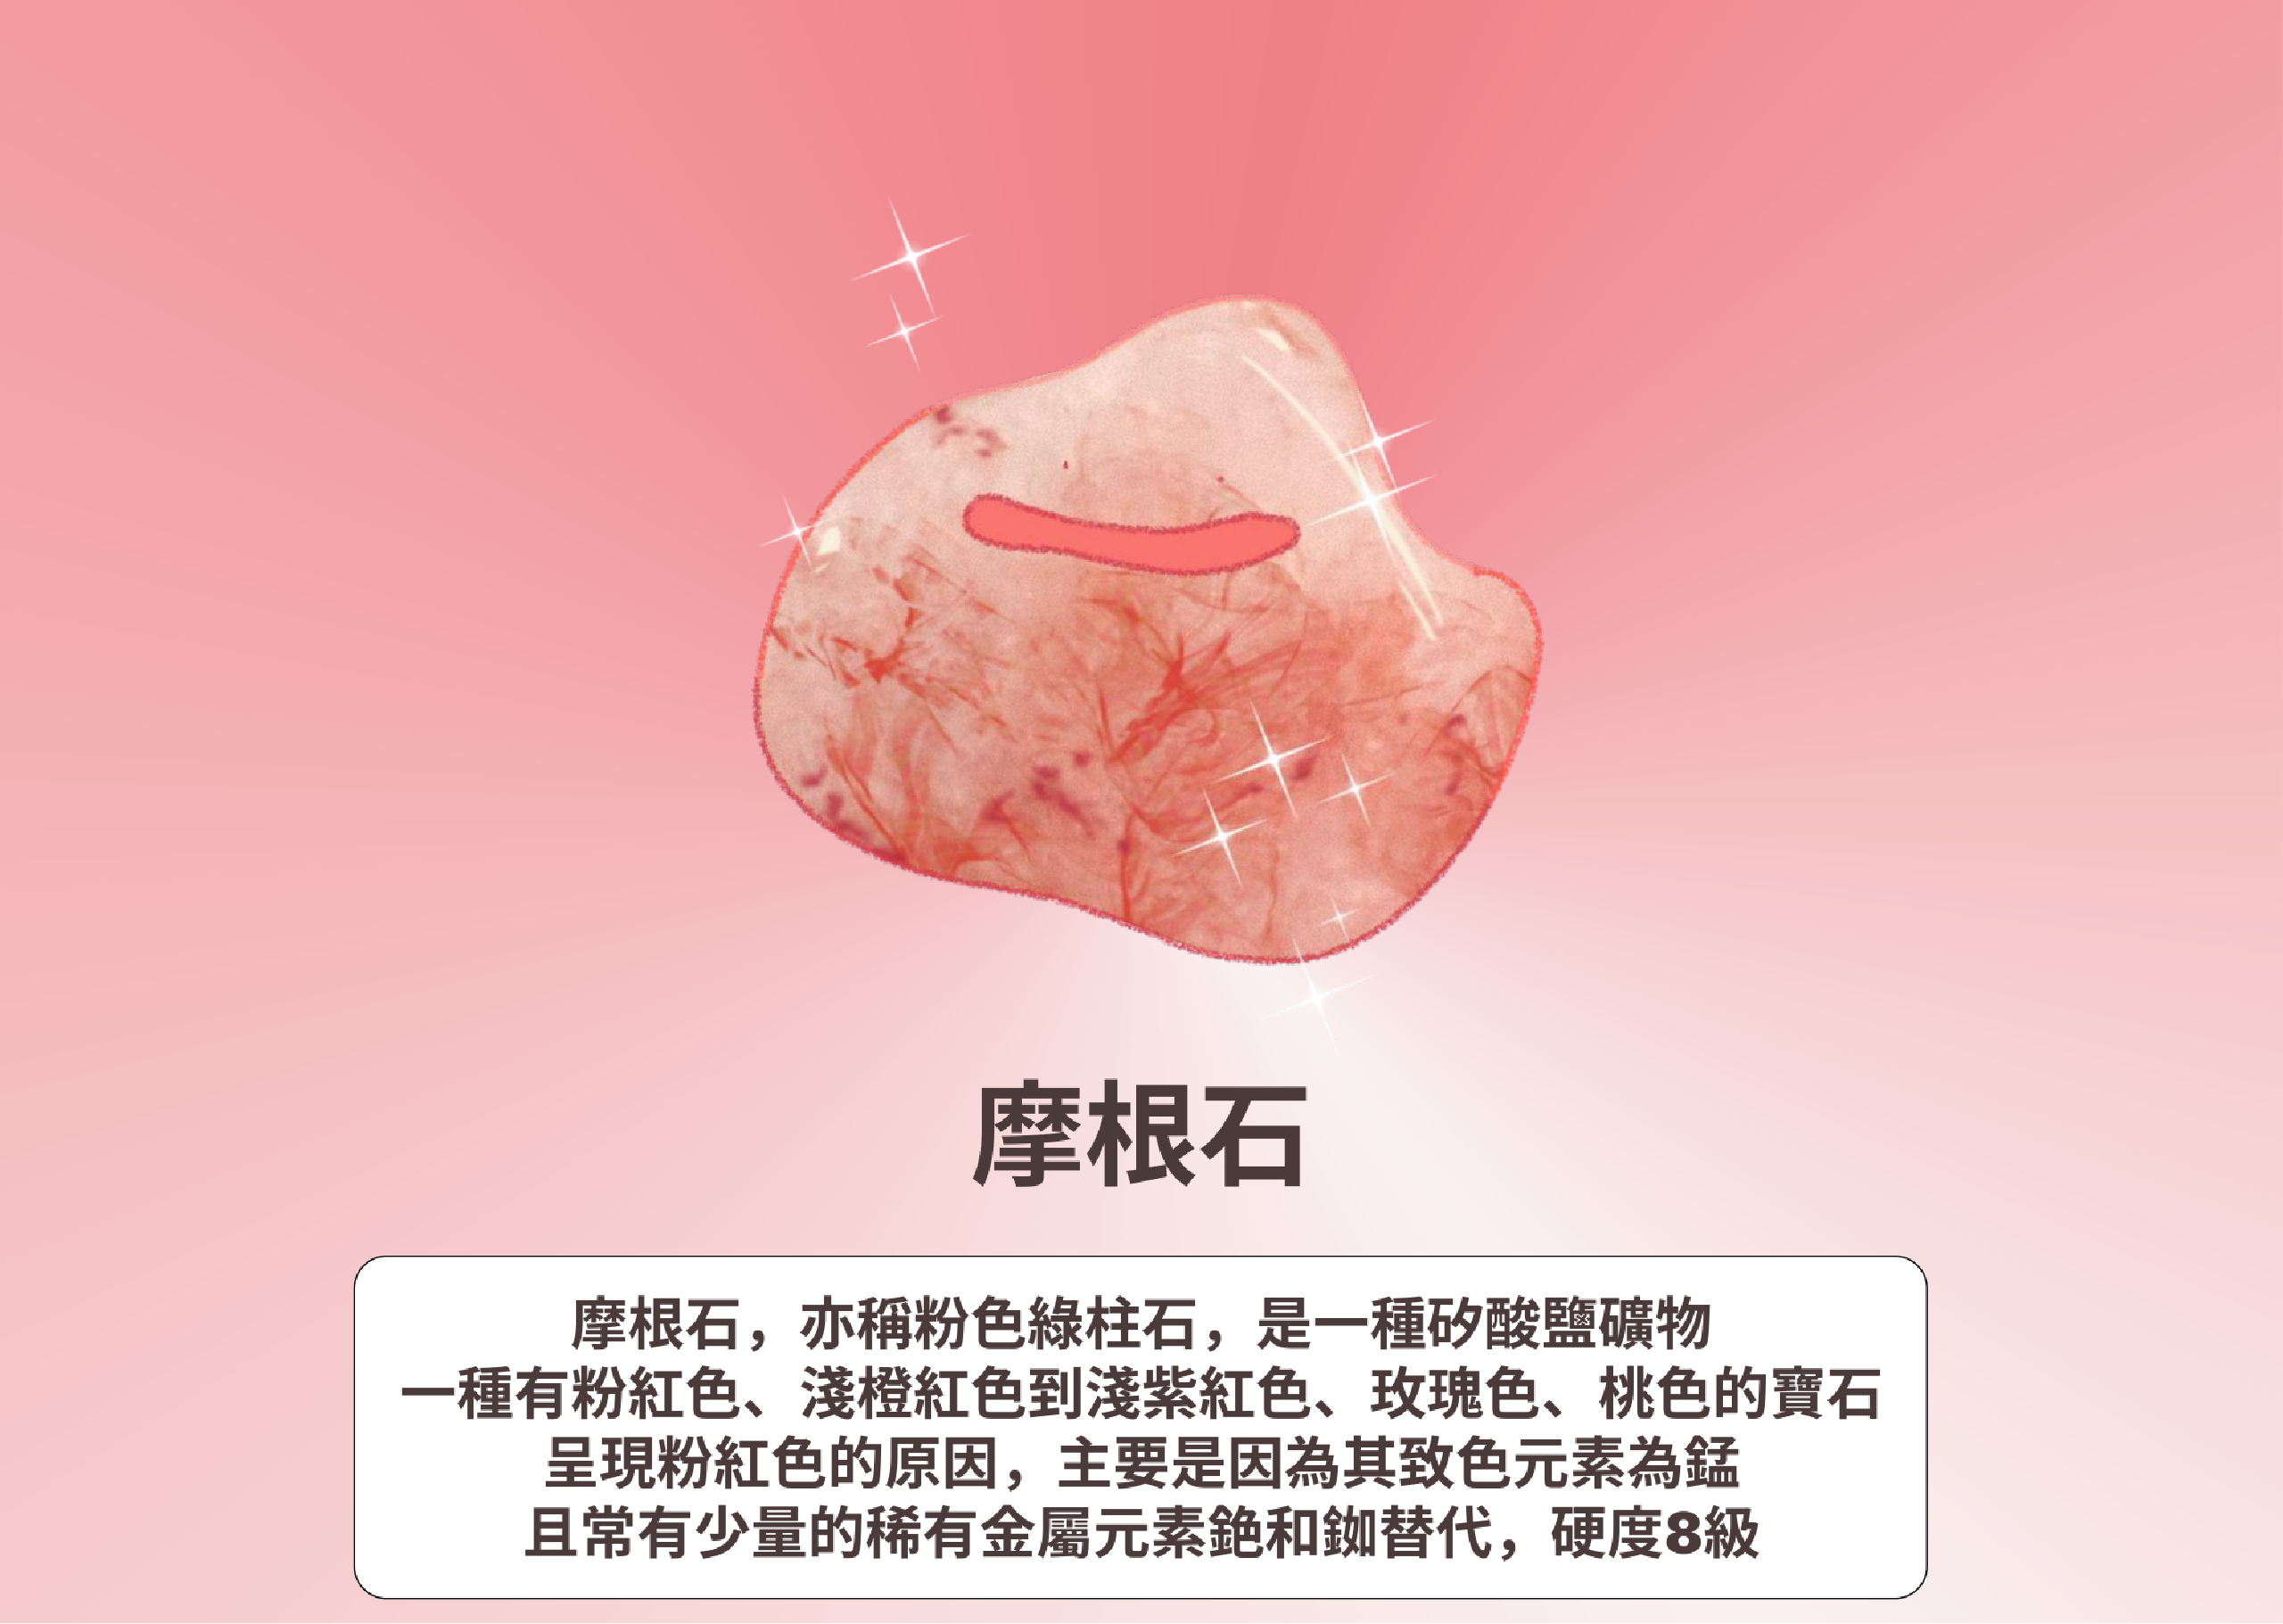 摩根石
摩根石，亦稱粉色綠柱石，是一種矽酸鹽礦物
一種有粉紅色、淺橙紅色到淺紫紅色、玫瑰色、桃色的寶石
呈現粉紅色的原因，主要是因為其致色元素為錳
且常有少量的稀有金屬元素銫和銣替代，硬度8級